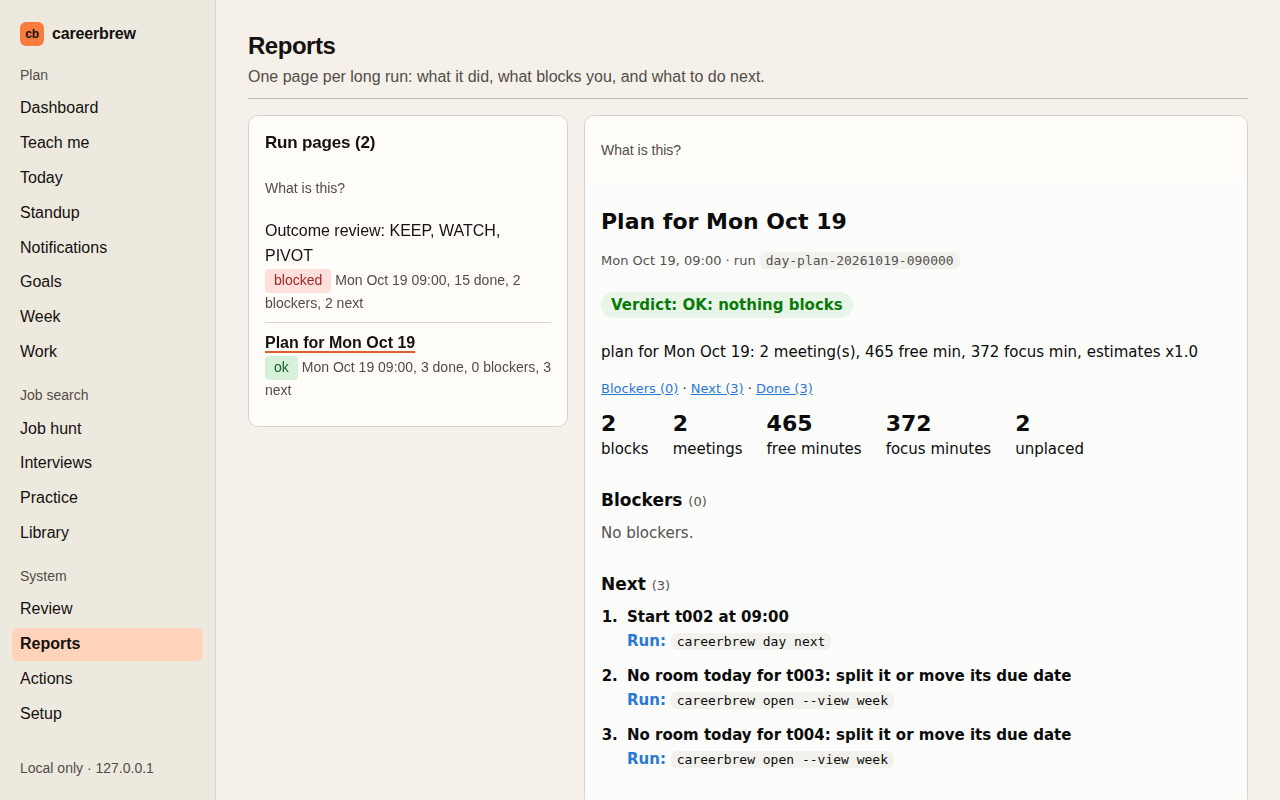 cb careerbrew
Plan
Dashboard
Teach me
Today
Standup
Notifications
Goals
Week
Work
Job search
Job hunt
Interviews
Practice
Library
System
Review
Reports
Actions
Setup
Local only · 127.0.0.1
Reports
One page per long run: what it did, what blocks you, and what to do next.
Run pages (2)
What is this?
Outcome review: KEEP, WATCH,
PIVOT
blocked Mon Oct 19 09:00, 15 done, 2
blockers, 2 next
Plan for Mon Oct 19
ok Mon Oct 19 09:00, 3 done, 0 blockers, 3
next
What is this?
Plan for Mon Oct 19
Mon Oct 19, 09:00 · run day-plan-20261019-090000
Verdict: OK: nothing blocks
plan for Mon Oct 19: 2 meeting(s), 465 free min, 372 focus min, estimates x1.0
Blockers (0) · Next (3) · Done (3)
2 2 465 372 2
blocks meetings free minutes focus minutes unplaced
Blockers (0)
No blockers.
Next (3)
1. Start t002 at 09:00
Run: careerbrew day next
2. No room today for t003: split it or move its due date
Run: careerbrew open --view week
3. No room today for t004: split it or move its due date
Run: careerbrew open --view week